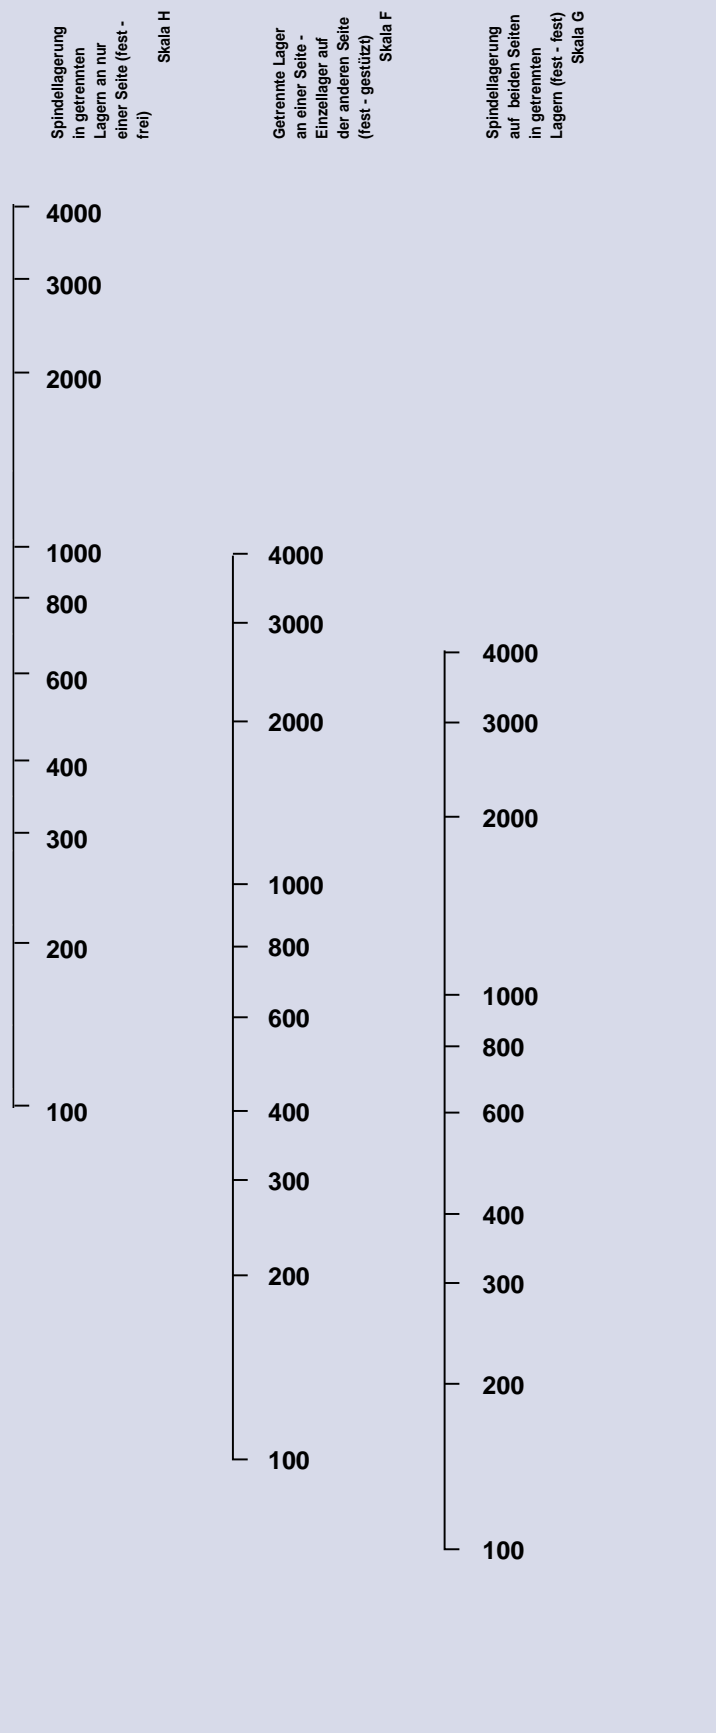 Spindellagerung
in getrennten
Lagern an nur
einer Seite (fest -
frei)
Skala H
Getrennte Lager
an einer Seite -
Einzellager auf
der anderen Seite
(fest - gestützt)
Skala F
Spindellagerung
auf beiden Seiten
in getrennten
Lagern (fest - fest)
Skala G
4000
3000
2000
1000
800
600
400
300
200
100
4000
3000
2000
1000
800
600
400
300
200
100
4000
3000
2000
1000
800
600
400
300
200
100